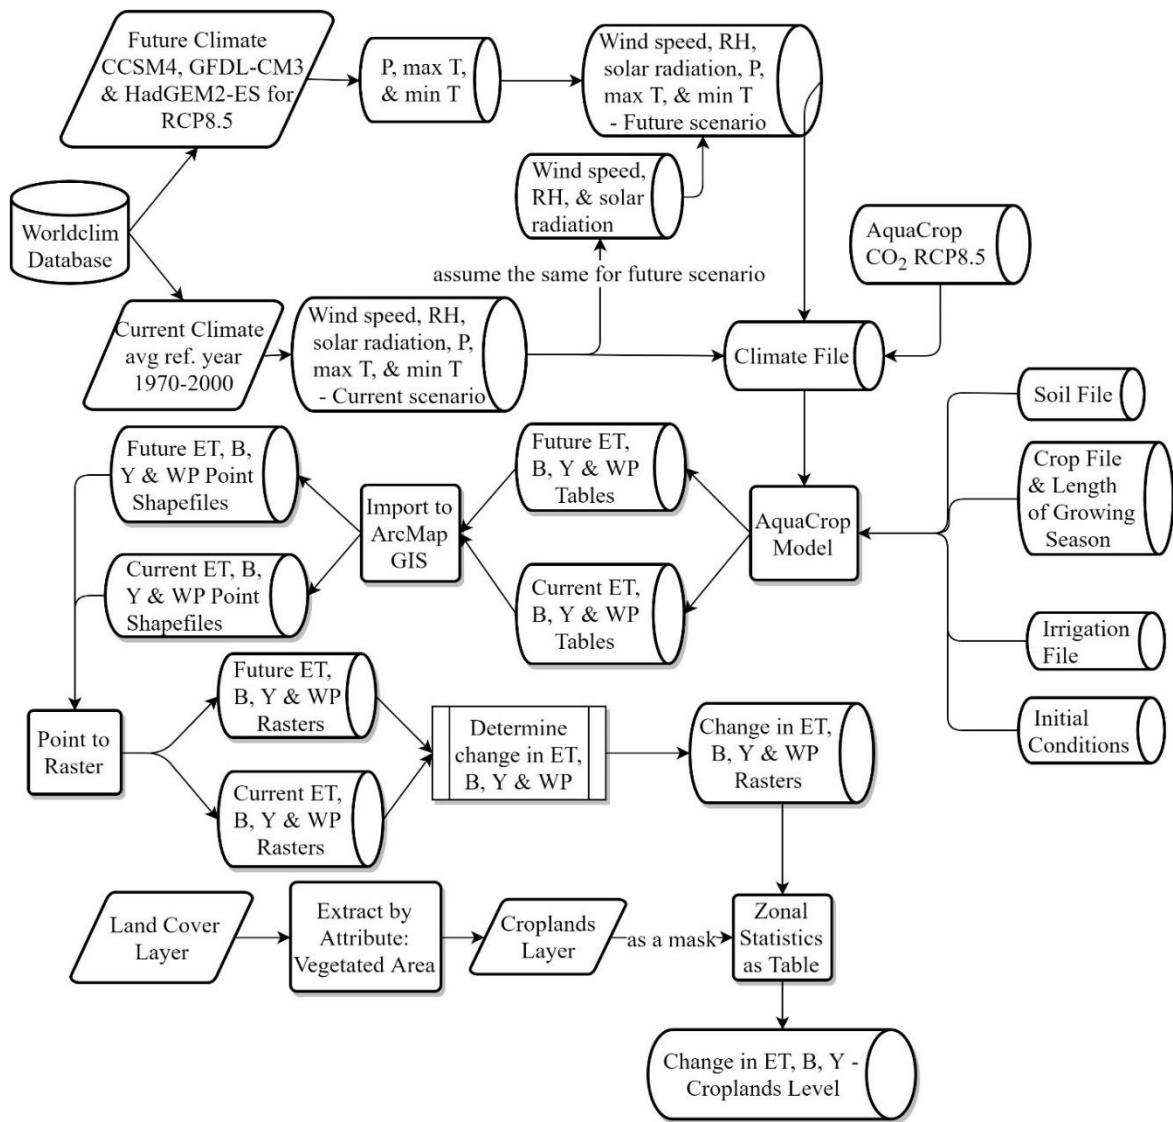 Future Climate
CCSM4, GFDL-CM3
& HadGEM2-ES for
RCP8.5
P, max T,
& min T
Wind speed, RH,
solar radiation, P,
max T, & min T
- Future scenario
Wind speed,
RH, & solar
radiation
Worldclim
Database
AquaCrop
CO2 RCP8.5
assume the same for future scenario
Current Climate
avg ref. year
1970-2000
Wind speed, RH,
solar radiation, P,
max T, & min T
- Current scenario
Climate File
Soil File
Future ET, B,
Y & WP Point
Shapefiles
Import to
ArcMap
GIS
Future ET,
B, Y & WP
Tables
AquaCrop
Model
Crop File
& Length
of Growing
Season
Current ET, B,
Y & WP Point
Shapefiles
Current ET,
B, Y & WP
Tables
Irrigation
File
Initial
Conditions
Point to
Raster
Future ET,
B, Y & WP
Rasters
Current ET,
B, Y & WP
Rasters
Determine
change in ET,
B, Y & WP
Change in ET,
B, Y & WP
Rasters
Land Cover
Layer
Extract by
Attribute:
Vegetated Area
Croplands
Layer
as a mask
Zonal
Statistics
as Table
Change in ET, B, Y -
Croplands Level